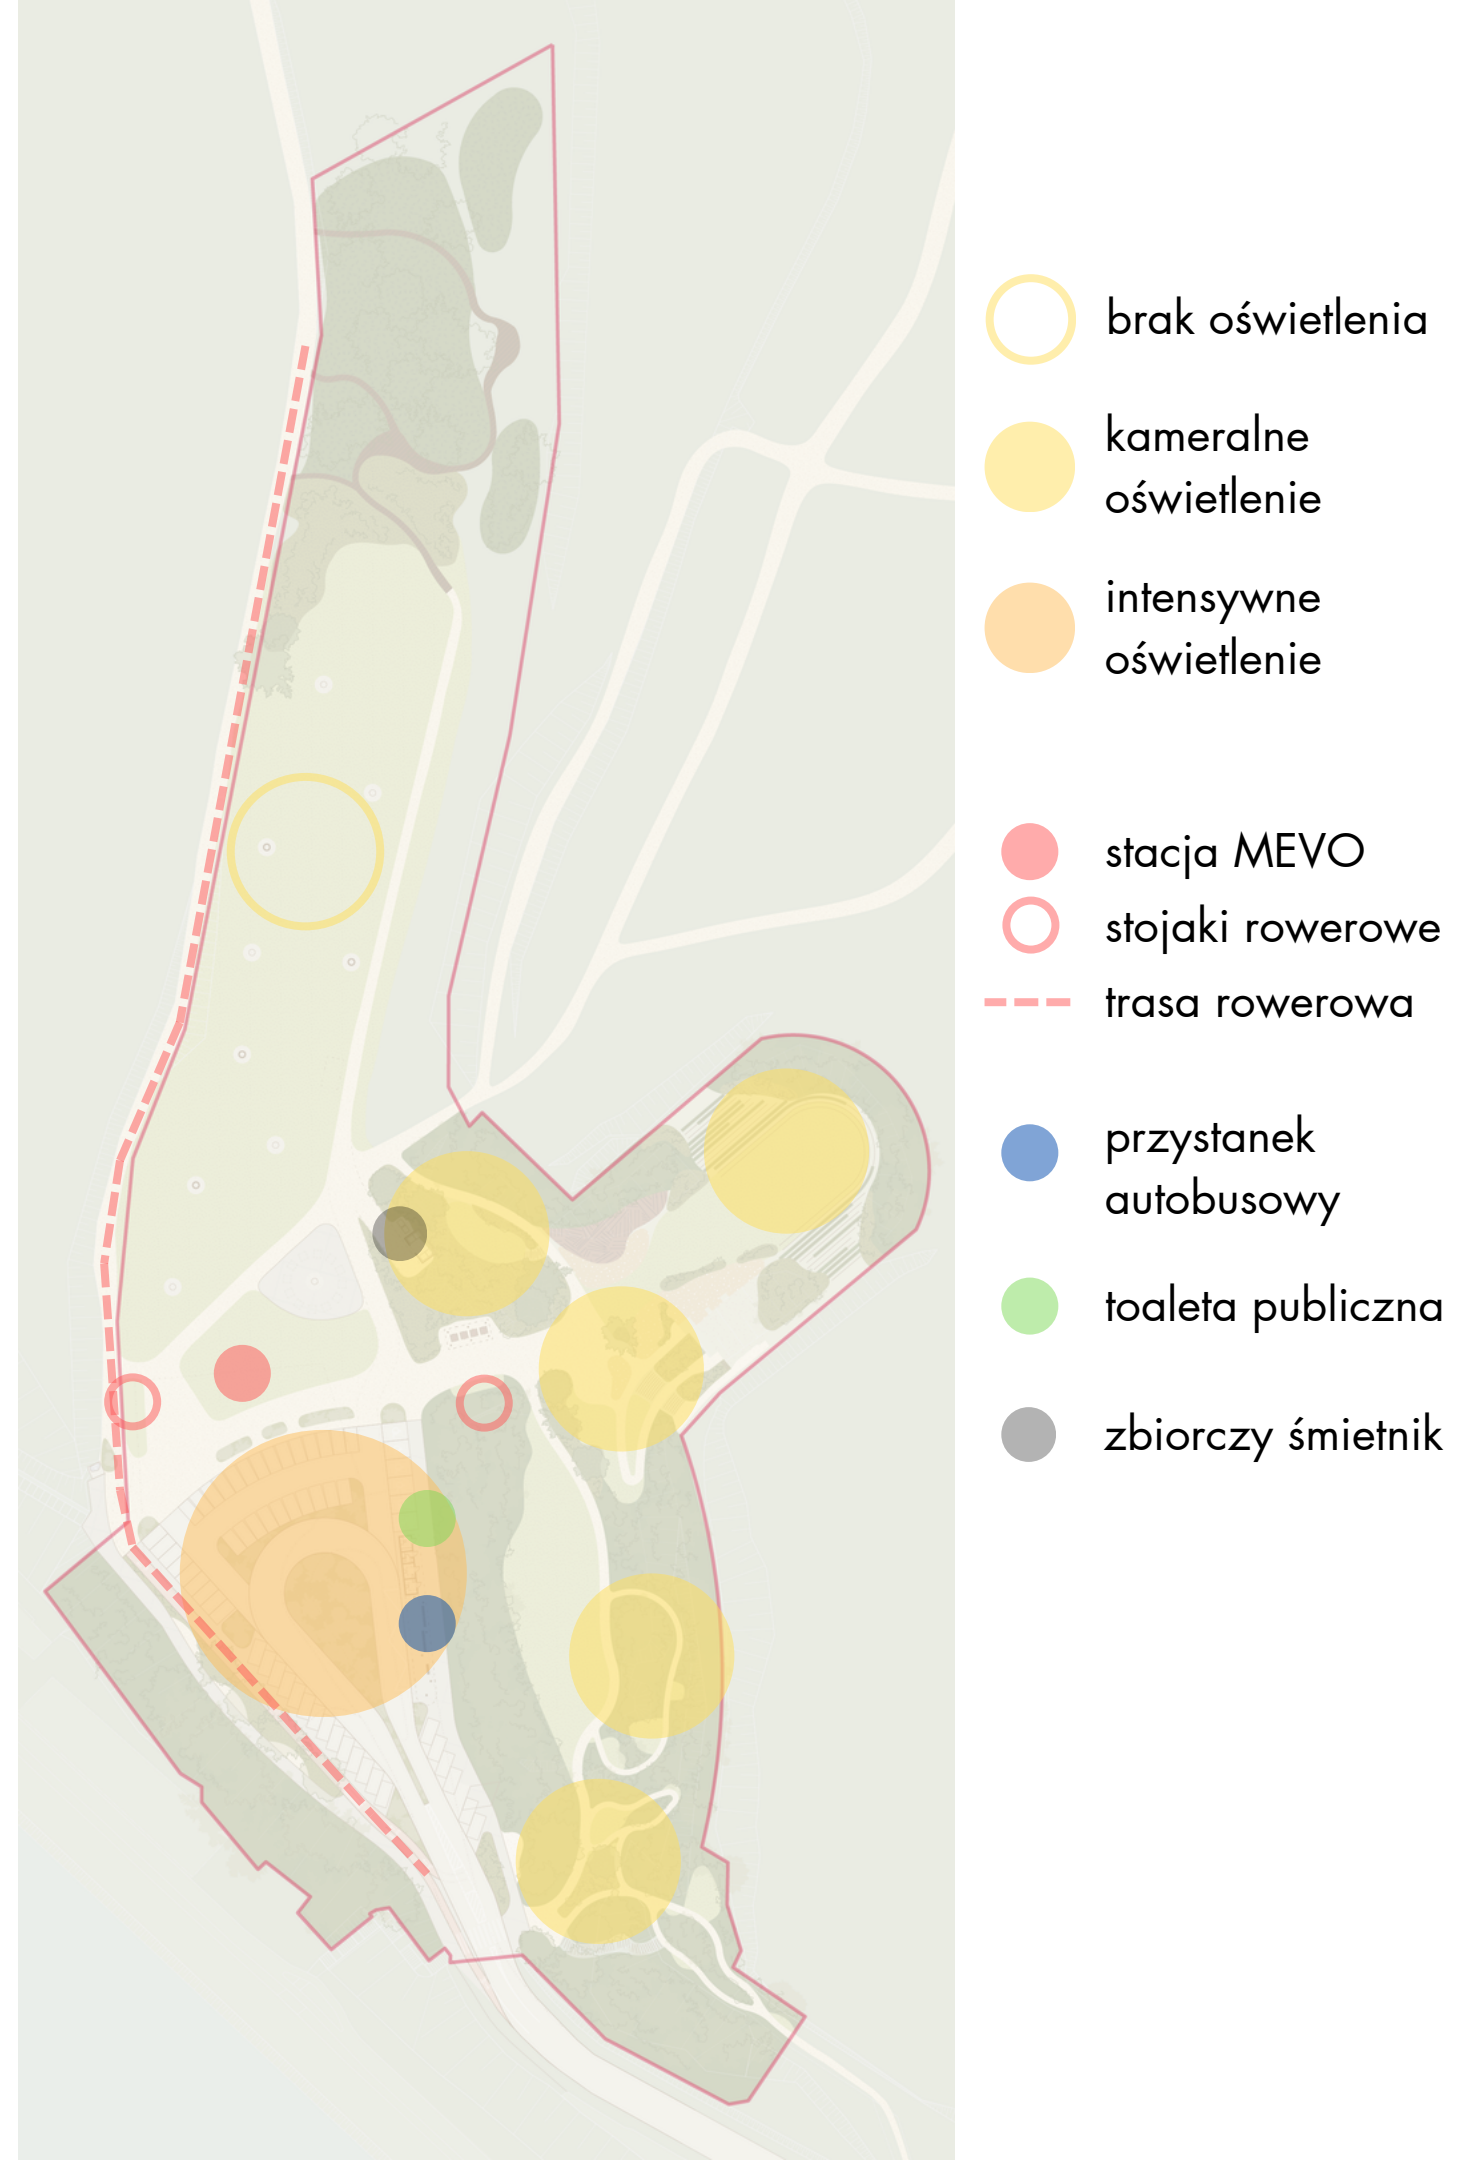 brak oświetlenia
kameralne
oświetlenie
intensywne
oświetlenie
stacja MEVO
stojaki rowerowe
trasa rowerowa
przystanek
autobusowy
toaleta publiczna
zbiorczy śmietnik